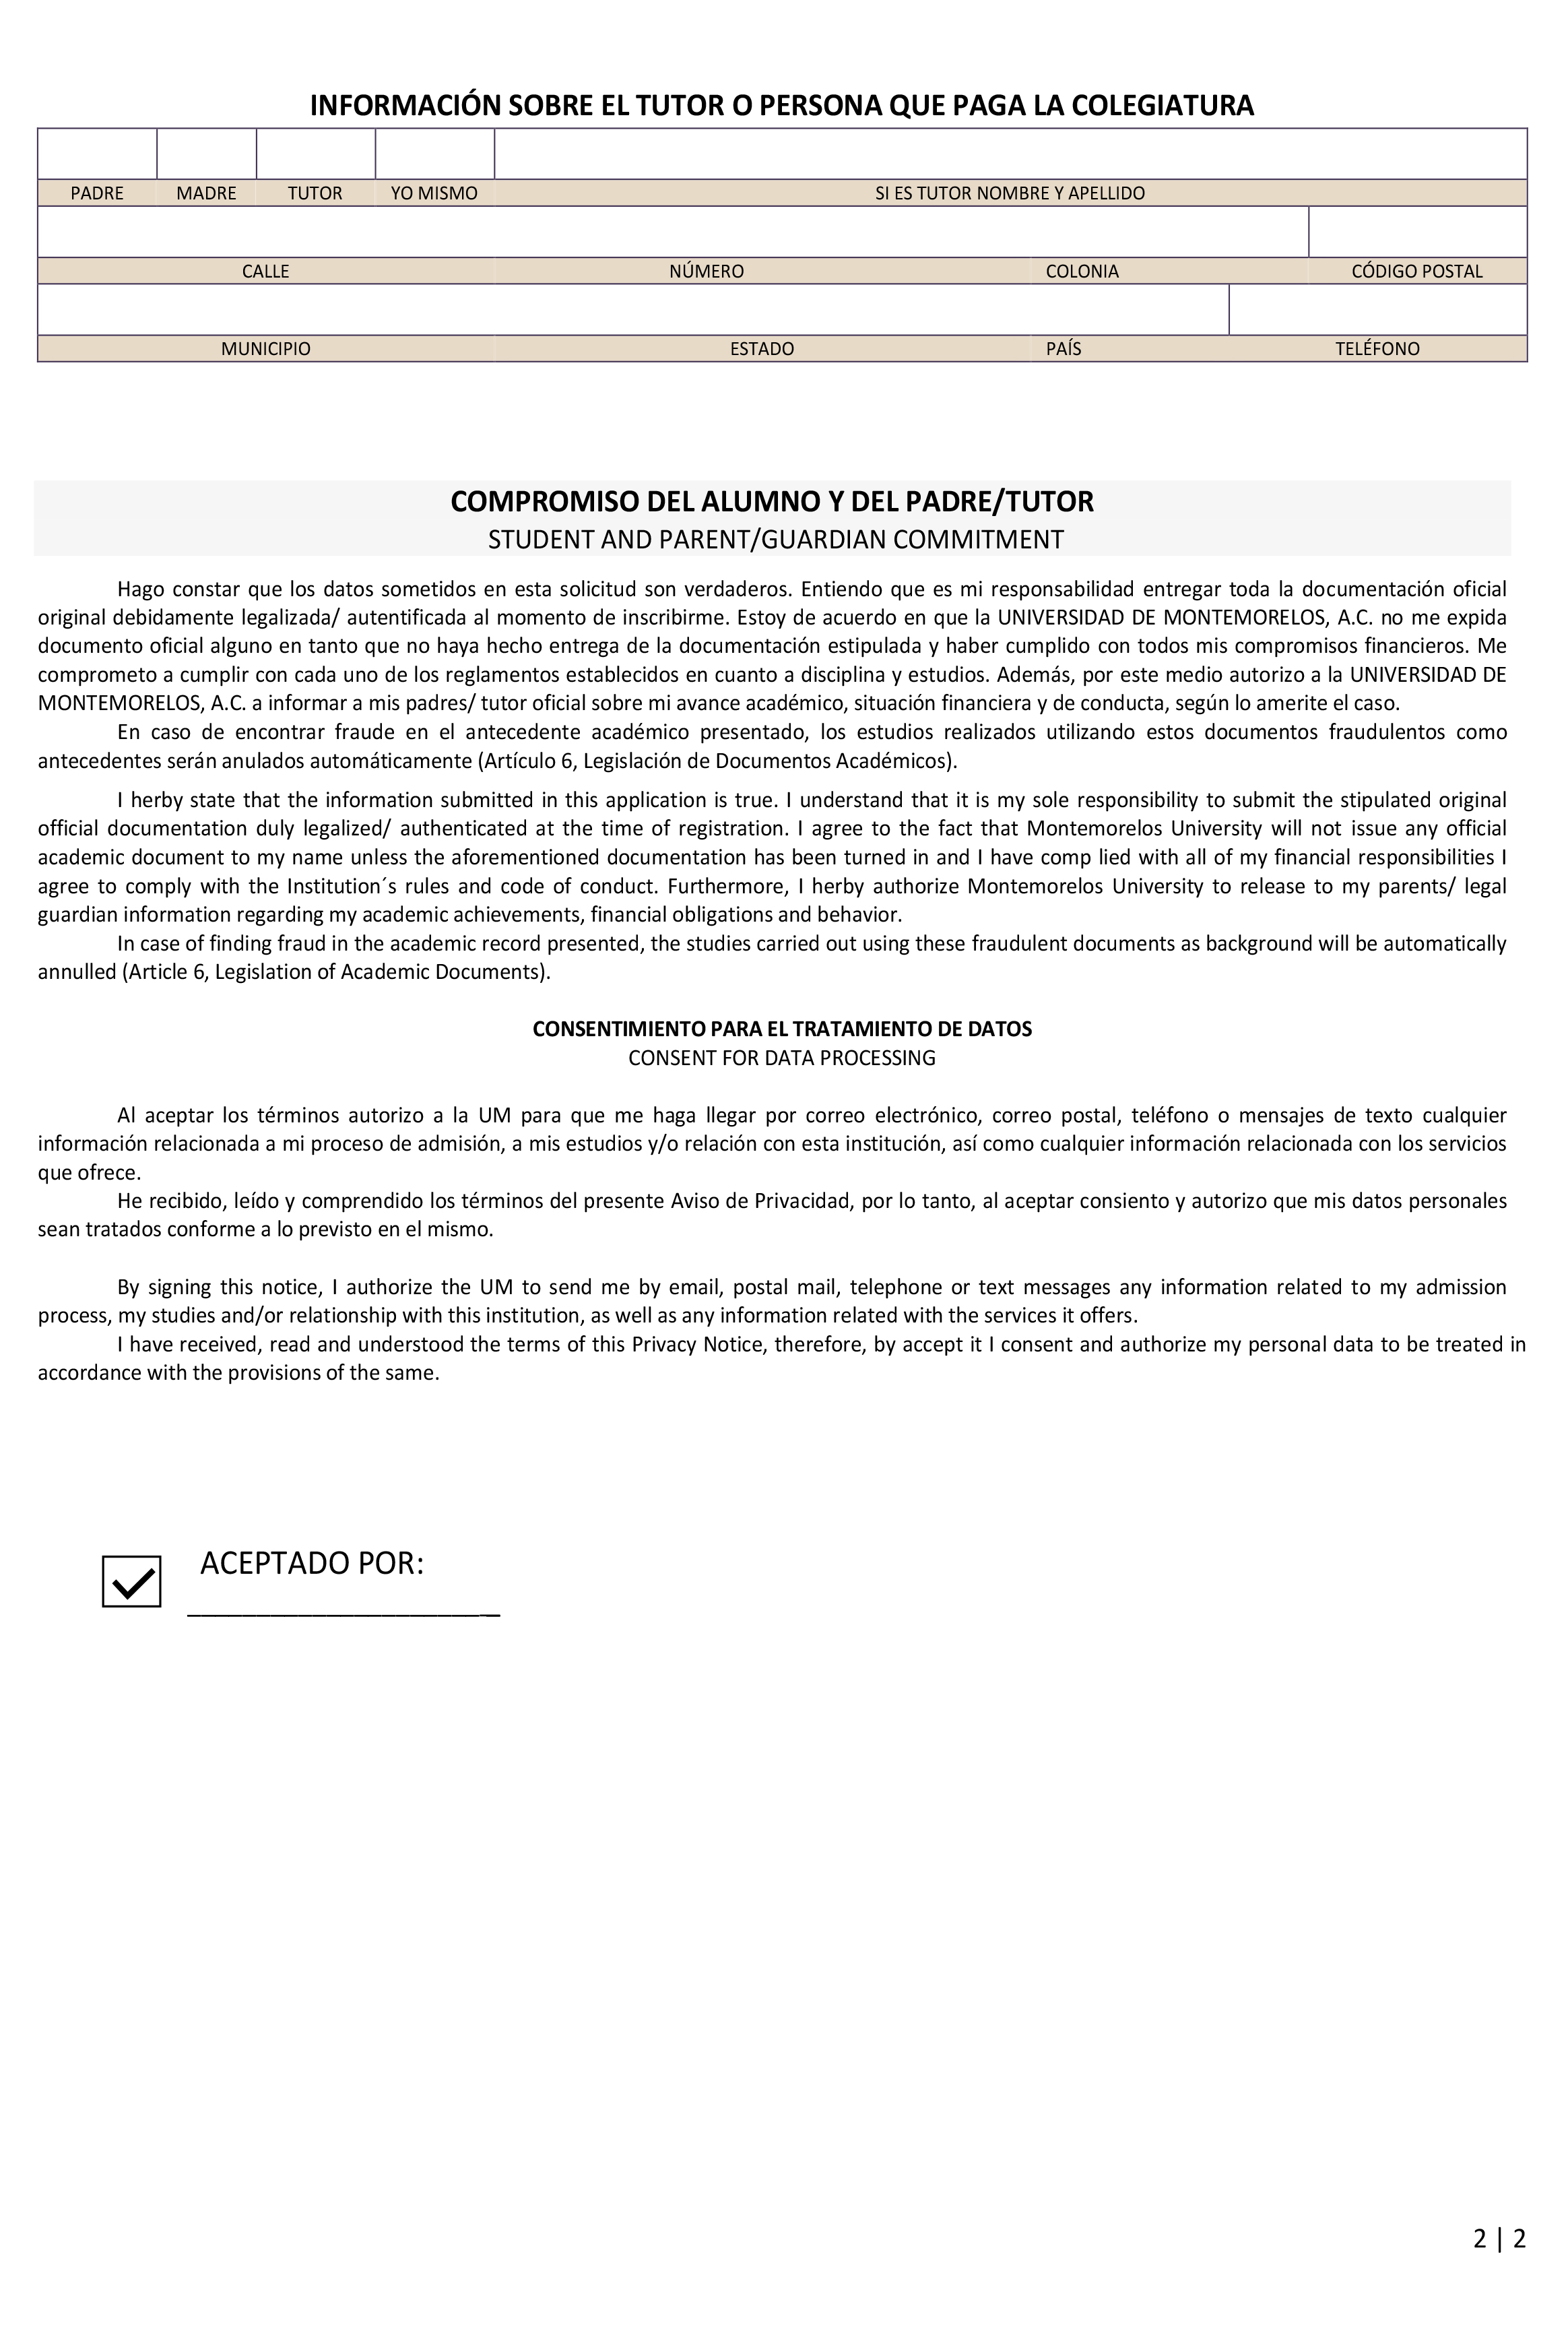 INFORMACIÓN SOBRE EL TUTOR O PERSONA QUE PAGA LA COLEGIATURA
PADRE MADRE TUTOR YO MISMO SI ES TUTOR NOMBRE Y APELLIDO
CALLE NÚMERO COLONIA CÓDIGO POSTAL
MUNICIPIO ESTADO PAÍS TELÉFONO
COMPROMISO DEL ALUMNO Y DEL PADRE/TUTOR
STUDENT AND PARENT/GUARDIAN COMMITMENT
Hago constar que los datos sometidos en esta solicitud son verdaderos. Entiendo que es mi responsabilidad entregar toda la documentación oficial
original debidamente legalizada/ autentificada al momento de inscribirme. Estoy de acuerdo en que la UNIVERSIDAD DE MONTEMORELOS, A.C. no me expida
documento oficial alguno en tanto que no haya hecho entrega de la documentación estipulada y haber cumplido con todos mis compromisos financieros. Me
comprometo a cumplir con cada uno de los reglamentos establecidos en cuanto a disciplina y estudios. Además, por este medio autorizo a la UNIVERSIDAD DE
MONTEMORELOS, A.C. a informar a mis padres/ tutor oficial sobre mi avance académico, situación financiera y de conducta, según lo amerite el caso.
En caso de encontrar fraude en el antecedente académico presentado, los estudios realizados utilizando estos documentos fraudulentos como
antecedentes serán anulados automáticamente (Artículo 6, Legislación de Documentos Académicos).
I herby state that the information submitted in this application is true. I understand that it is my sole responsibility to submit the stipulated original
official documentation duly legalized/ authenticated at the time of registration. I agree to the fact that Montemorelos University will not issue any official
academic document to my name unless the aforementioned documentation has been turned in and I have comp lied with all of my financial responsibilities I
agree to comply with the Institution´s rules and code of conduct. Furthermore, I herby authorize Montemorelos University to release to my parents/ legal
guardian information regarding my academic achievements, financial obligations and behavior.
In case of finding fraud in the academic record presented, the studies carried out using these fraudulent documents as background will be automatically
annulled (Article 6, Legislation of Academic Documents).
CONSENTIMIENTO PARA EL TRATAMIENTO DE DATOS
CONSENT FOR DATA PROCESSING
Al aceptar los términos autorizo a la UM para que me haga llegar por correo electrónico, correo postal, teléfono o mensajes de texto cualquier
información relacionada a mi proceso de admisión, a mis estudios y/o relación con esta institución, así como cualquier información relacionada con los servicios
que ofrece.
He recibido, leído y comprendido los términos del presente Aviso de Privacidad, por lo tanto, al aceptar consiento y autorizo que mis datos personales
sean tratados conforme a lo previsto en el mismo.
By signing this notice, I authorize the UM to send me by email, postal mail, telephone or text messages any information related to my admission
process, my studies and/or relationship with this institution, as well as any information related with the services it offers.
I have received, read and understood the terms of this Privacy Notice, therefore, by accept it I consent and authorize my personal data to be treated in
accordance with the provisions of the same.
ACEPTADO POR:
2 | 2